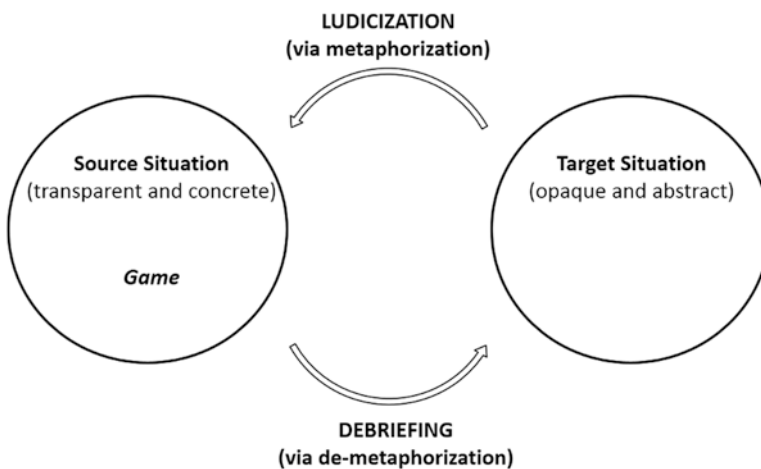 LUDICIZATION
(via metaphorization)
Source Situation
(transparent and concrete)
Game
Target Situation
(opaque and abstract)
DEBRIEFING
(via de-metaphorization)